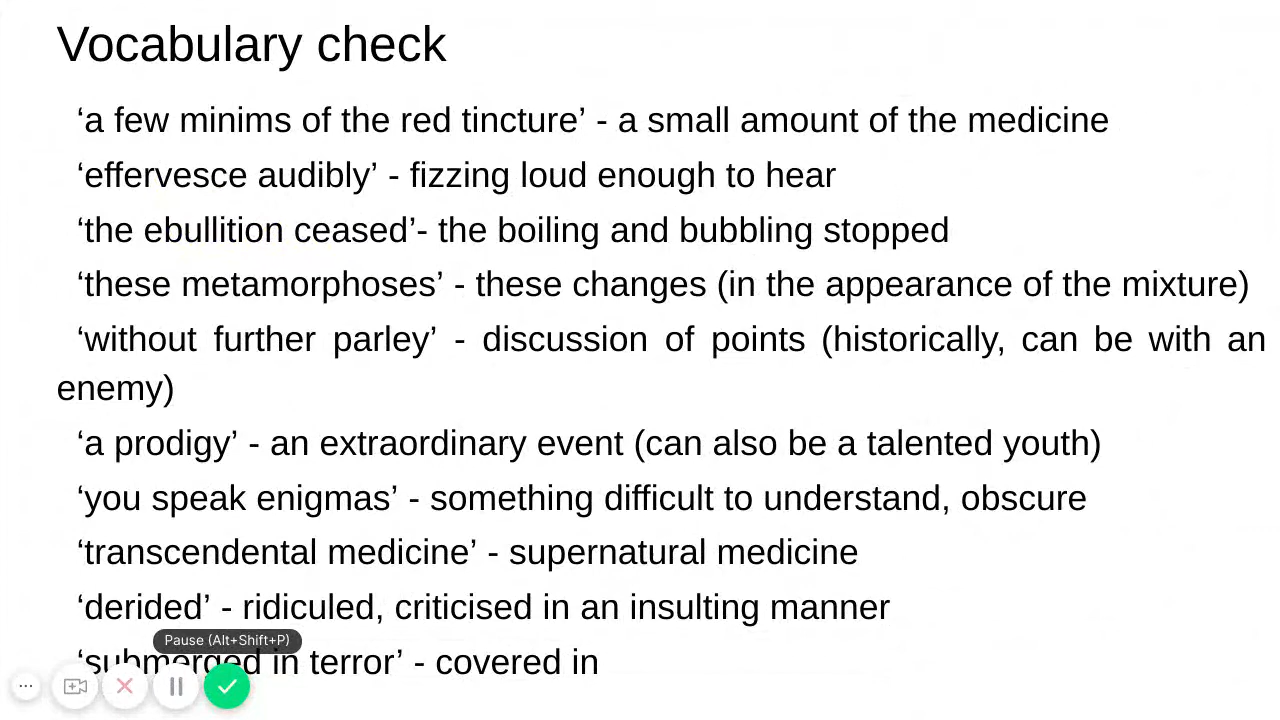 Vocabulary check
‘a few minims of the red tincture’ - a small amount of the medicine
‘effervesce audibly’ - fizzing loud enough to hear
‘the ebullition ceased’- the boiling and bubbling stopped
‘these metamorphoses’ - these changes (in the appearance of the mixture)
‘without further parley’ - discussion of points (historically, can be with an
enemy)
‘a prodigy’ - an extraordinary event (can also be a talented youth)
‘you speak enigmas’ - something difficult to understand, obscure
‘transcendental medicine’ - supernatural medicine
‘derided’ - ridiculed, criticised in an insulting manner
Pause (Alt+Shift+P)
‘submerged in terror’ - covered in